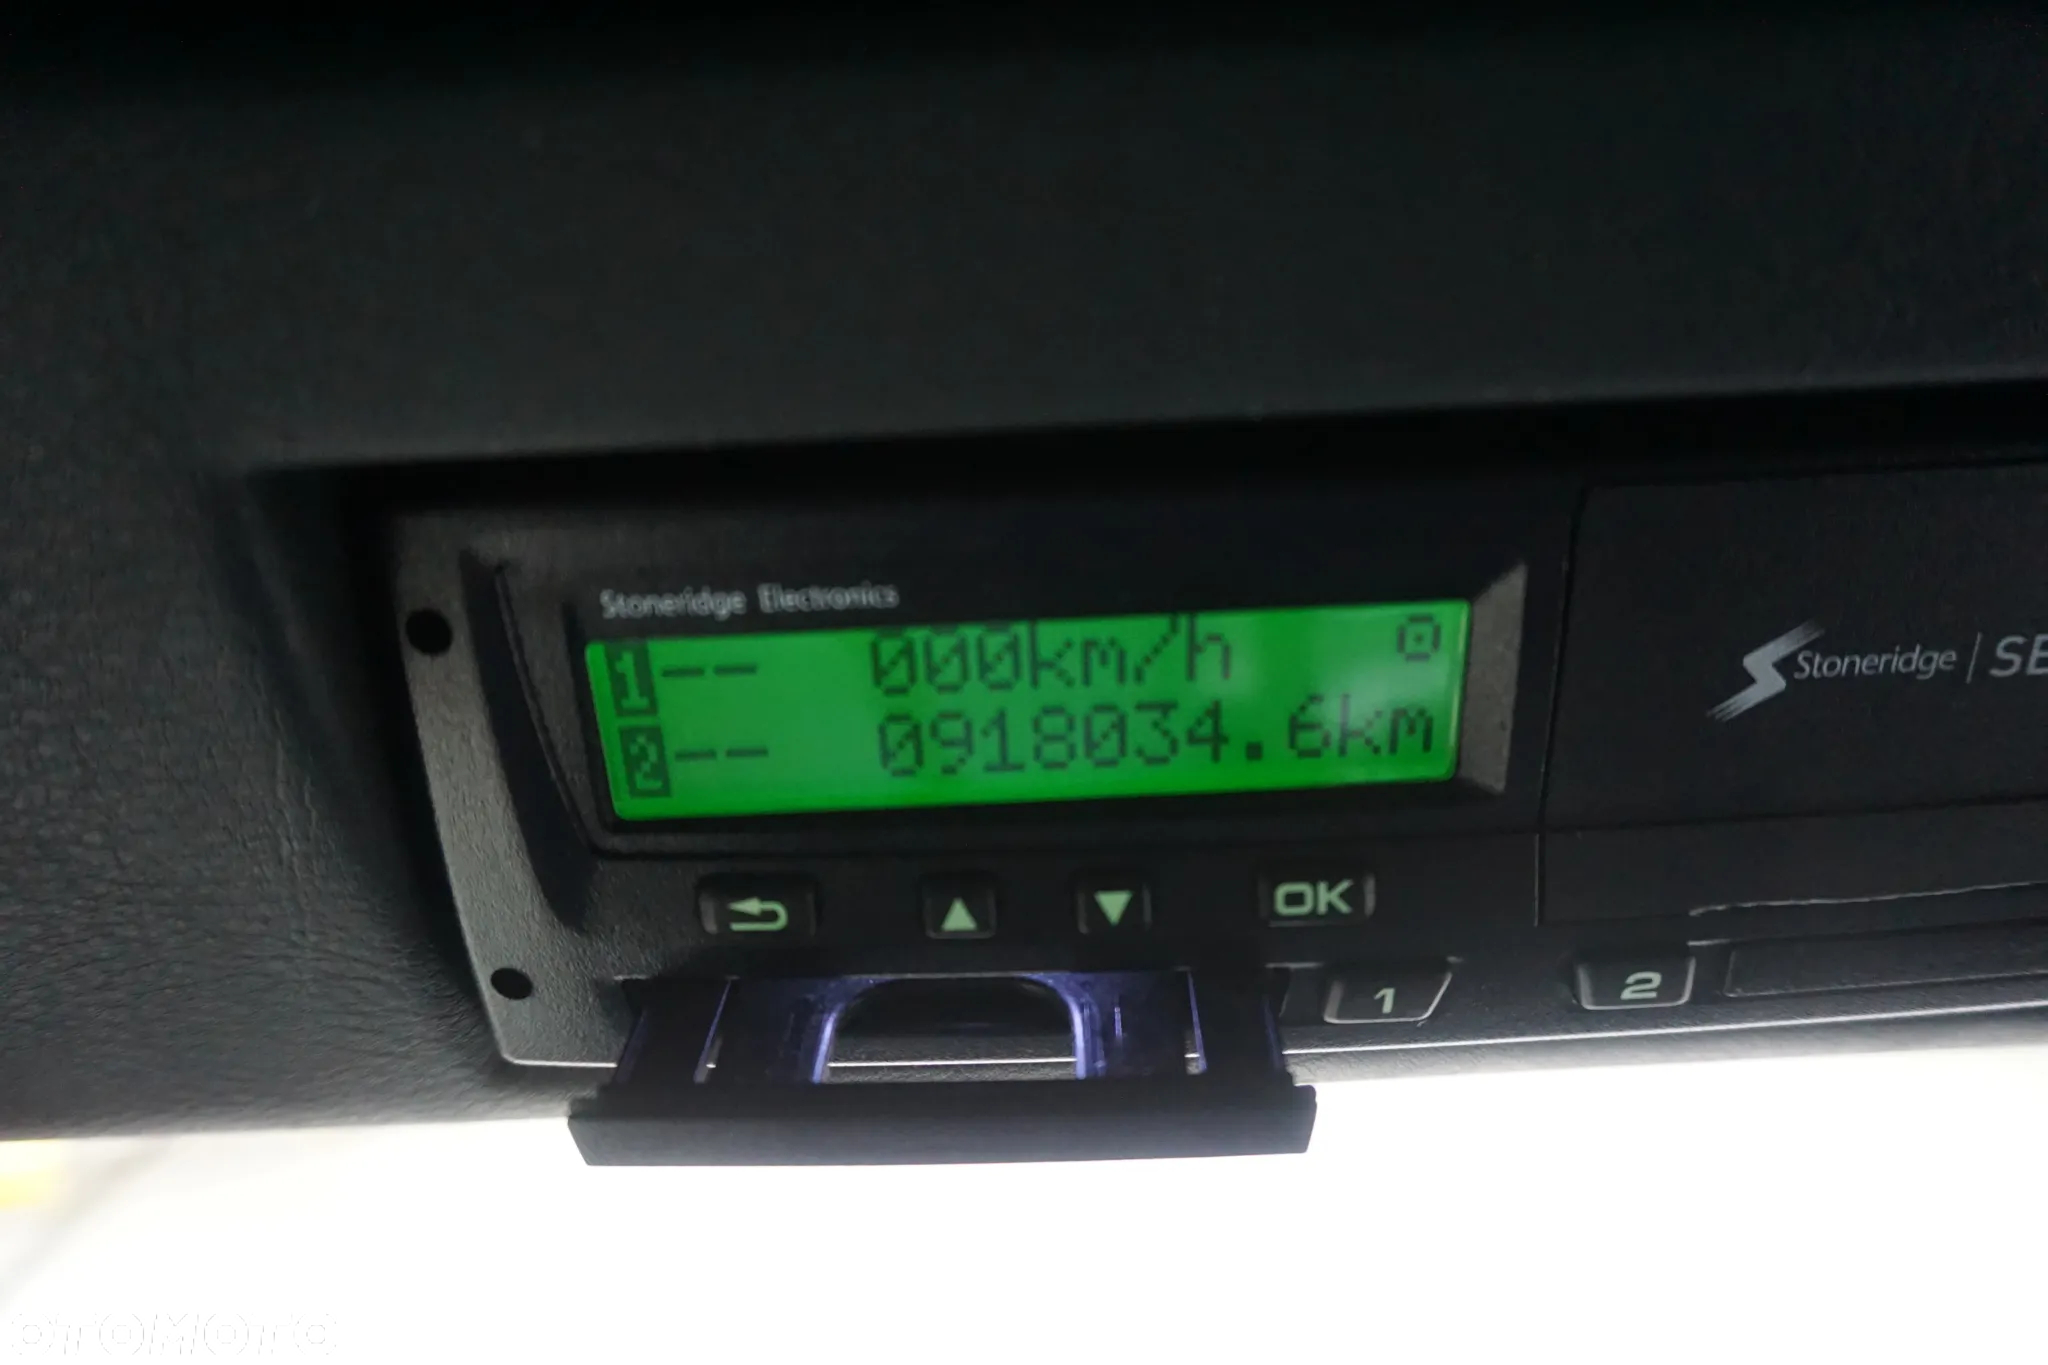 Stoneridge Electronics
1 -- 000km/h
2 -- 0918034.6km
Stoneridge | SE
OK
1
2
OTOMOTO